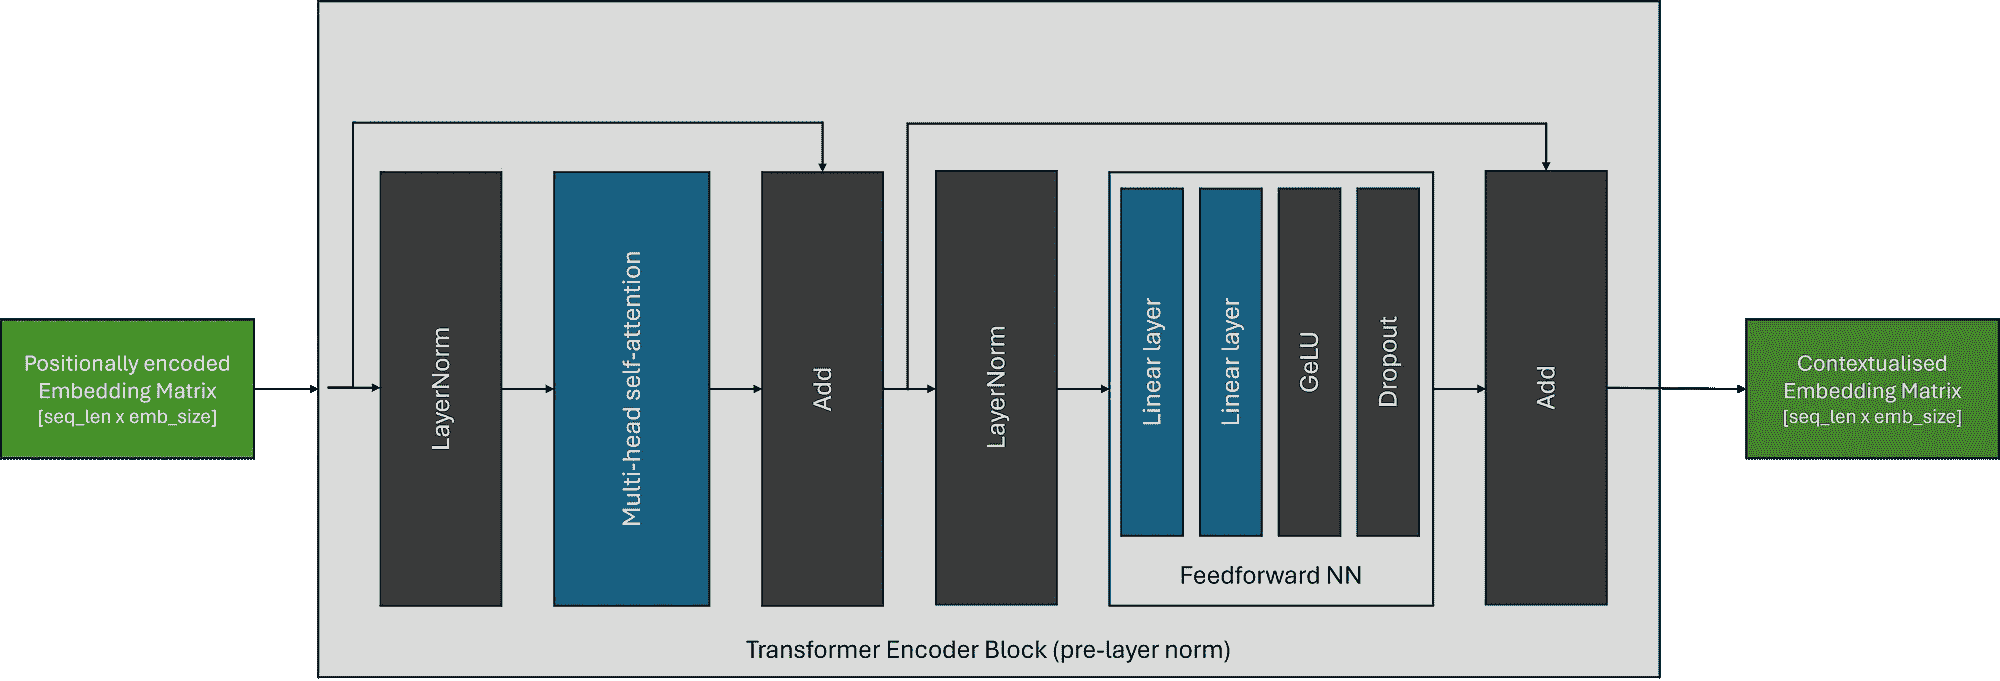 Positionally encoded
Embedding Matrix
[seq_len x emb_size]
LayerNorm
Multi-head self-attention
Add
LayerNorm
Linear layer
Linear layer
GeLU
Dropout
Feedforward NN
Add
Contextualised
Embedding Matrix
[seq_len x emb_size]
Transformer Encoder Block (pre-layer norm)